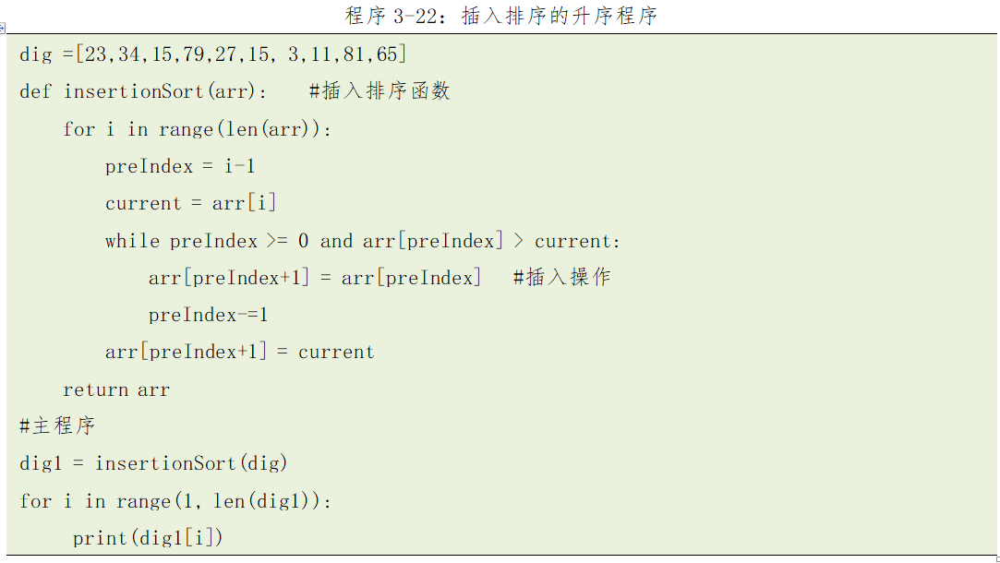 程序 3-22：插入排序的升序程序
dig =[23,34,15,79,27,15, 3,11,81,65]
def insertionSort(arr):   #插入排序函数
    for i in range(len(arr)):
        preIndex = i-1
        current = arr[i]
        while preIndex >= 0 and arr[preIndex] > current:
            arr[preIndex+1] = arr[preIndex]   #插入操作
            preIndex-=1
        arr[preIndex+1] = current
    return arr
#主程序
dig1 = insertionSort(dig)
for i in range(1, len(dig1)):
     print(dig1[i])